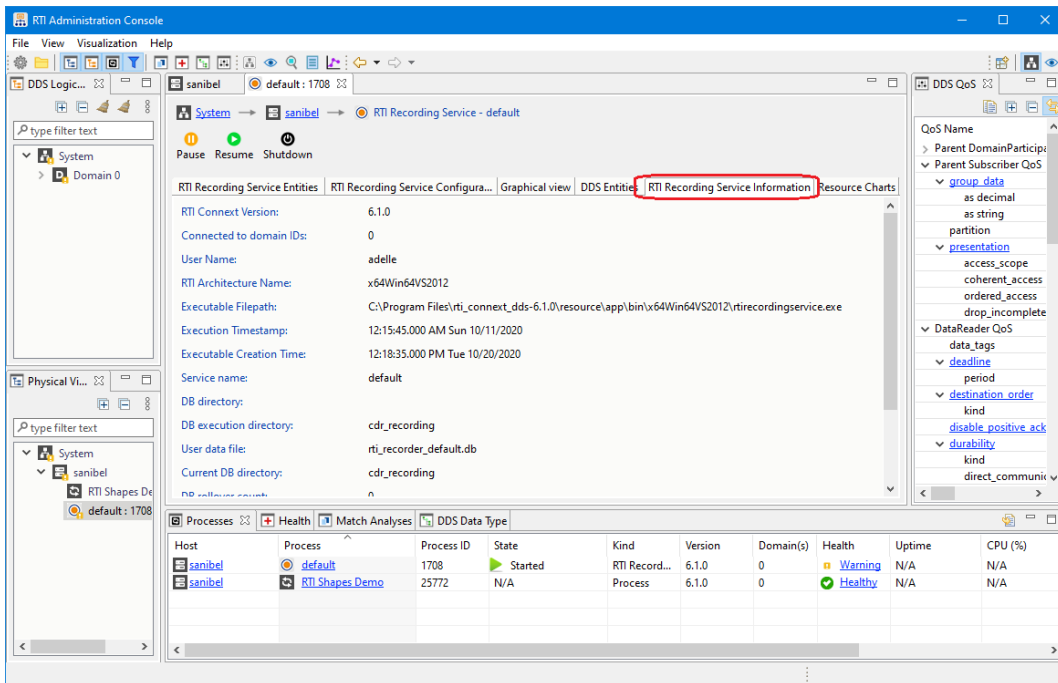 RTI Administration Console
File View Visualization Help
DDS Logic...
type filter text
System
Domain 0
Physical Vi...
type filter text
System
sanibel
RTI Shapes De
default : 1708
sanibel default : 1708
System sanibel RTI Recording Service - default
Pause Resume Shutdown
RTI Recording Service Entities RTI Recording Service Configura... Graphical view DDS Entities RTI Recording Service Information Resource Charts
RTI Connext Version: 6.1.0
Connected to domain IDs: 0
User Name: adelle
RTI Architecture Name: x64Win64VS2012
Executable Filepath: C:\Program Files\rti_connext_dds-6.1.0\resource\app\bin\x64Win64VS2012\rtirecordingservice.exe
Execution Timestamp: 12:15:45.000 AM Sun 10/11/2020
Executable Creation Time: 12:18:35.000 PM Tue 10/20/2020
Service name: default
DB directory:
DB execution directory: cdr_recording
User data file: rti_recorder_default.db
Current DB directory: cdr_recording
DB rollover count: 0
DDS QoS
QoS Name
Parent DomainParticipa
Parent Subscriber QoS
group_data
as decimal
as string
partition
presentation
access_scope
coherent_access
ordered_access
drop_incomplete
DataReader QoS
data_tags
deadline
period
destination_order
kind
disable_positive_ack
durability
kind
direct_communic
Processes Health Match Analyses DDS Data Type
Host Process Process ID State Kind Version Domain(s) Health Uptime CPU (%)
sanibel default 1708 Started RTI Record... 6.1.0 0 Warning N/A N/A
sanibel RTI Shapes Demo 25772 N/A Process 6.1.0 0 Healthy N/A N/A